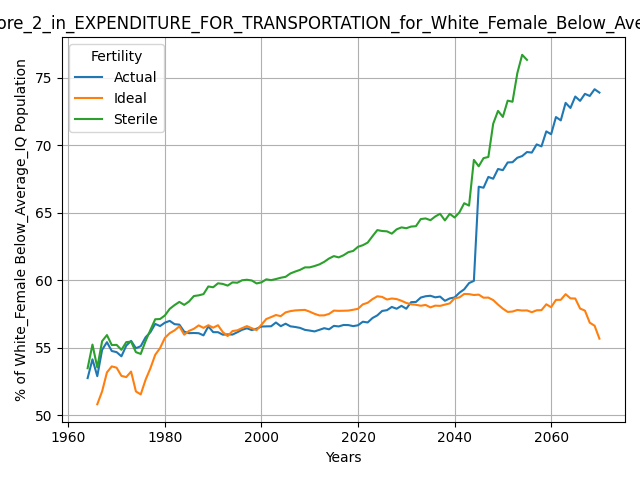 ore_2_in_EXPENDITURE_FOR_TRANSPORTATION_for_White_Female_Below_Ave
Fertility
Actual
Ideal
Sterile
% of White_Female Below_Average_IQ Population
75
70
65
60
55
50
1960 1980 2000 2020 2040 2060
Years